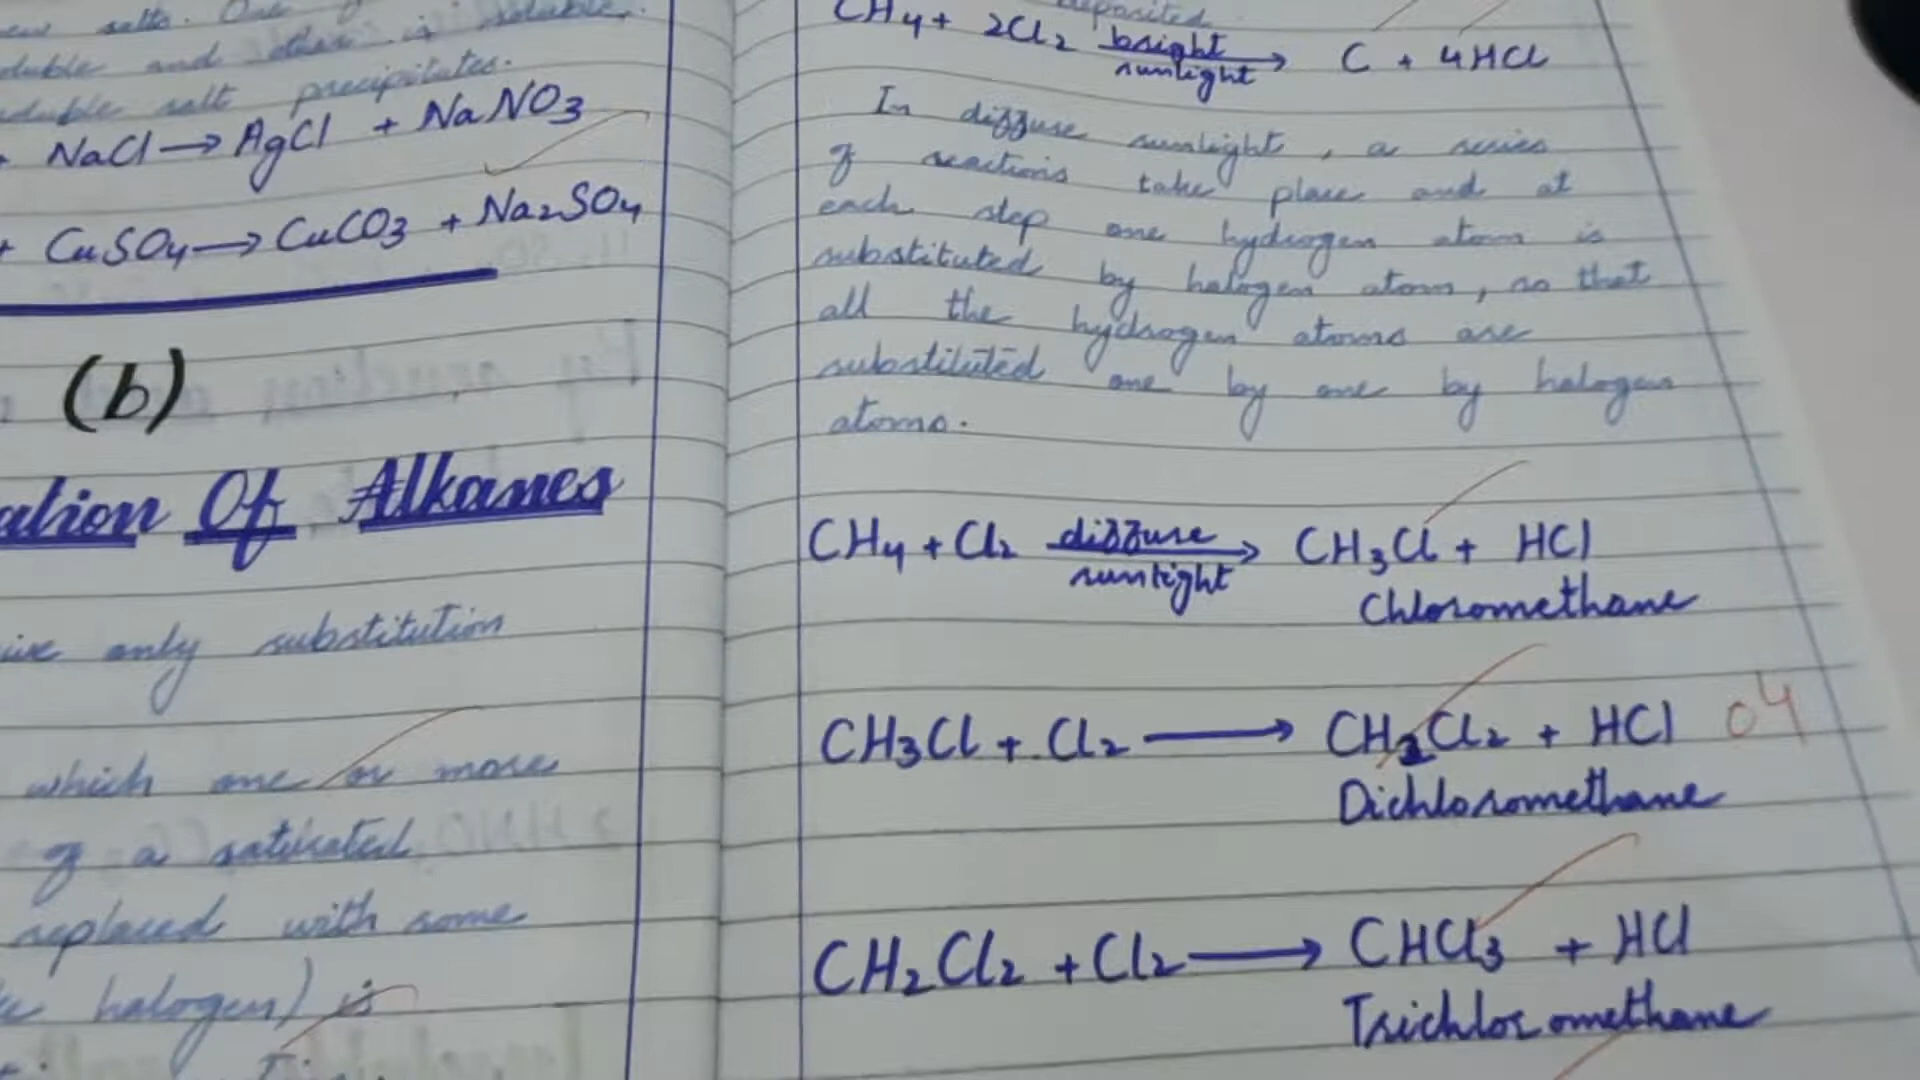 salts. One
and other is soluble.
salt precipitates.
+ NaCl → AgCl + NaNO3
+ CuSO4 → CuCO3 + Na2SO4
(b)
Of Alkanes
only substitution
which one or more
of a saturated
replaced with some
halogen) is
deposited
CH4 + 2Cl2 bright sunlight → C + 4HCl
In diffuse sunlight, a series
of reactions take place and at
each step one hydrogen atom is
substituted by halogen atom, so that
all the hydrogen atoms are
substituted one by one by halogen
atoms.
CH4 + Cl2 diffuse sunlight → CH3Cl + HCl
Chloromethane
CH3Cl + Cl2 → CH2Cl2 + HCl 04
Dichloromethane
CH2Cl2 + Cl2 → CHCl3 + HCl
Trichloromethane